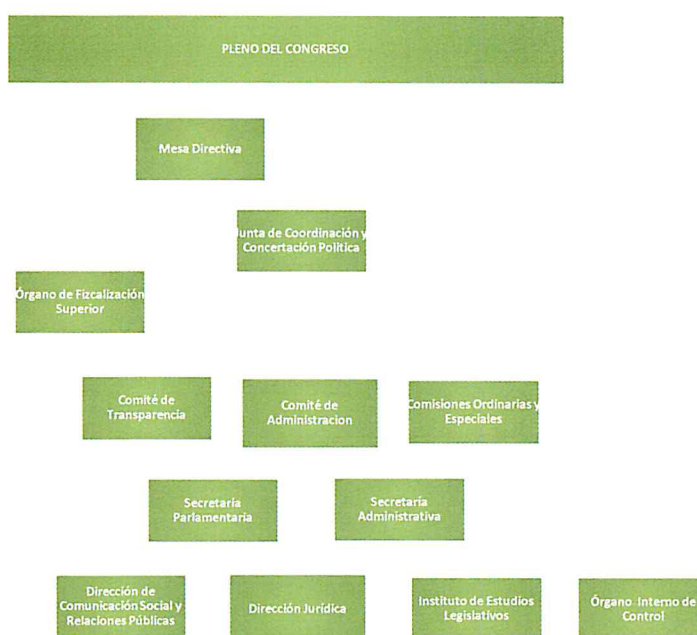 PLENO DEL CONGRESO
Mesa Directiva
Junta de Coordinación y
Concertación Politica
Órgano de Fizcalización
Superior
Comité de
Transparencia
Comité de
Administracion
Comisiones Ordinarias y
Especiales
Secretaría
Parlamentaria
Secretaría
Administrativa
Dirección de
Comunicación Social y
Relaciones Públicas
Dirección Jurídica
Instituto de Estudios
Legislativos
Órgano Interno de
Control